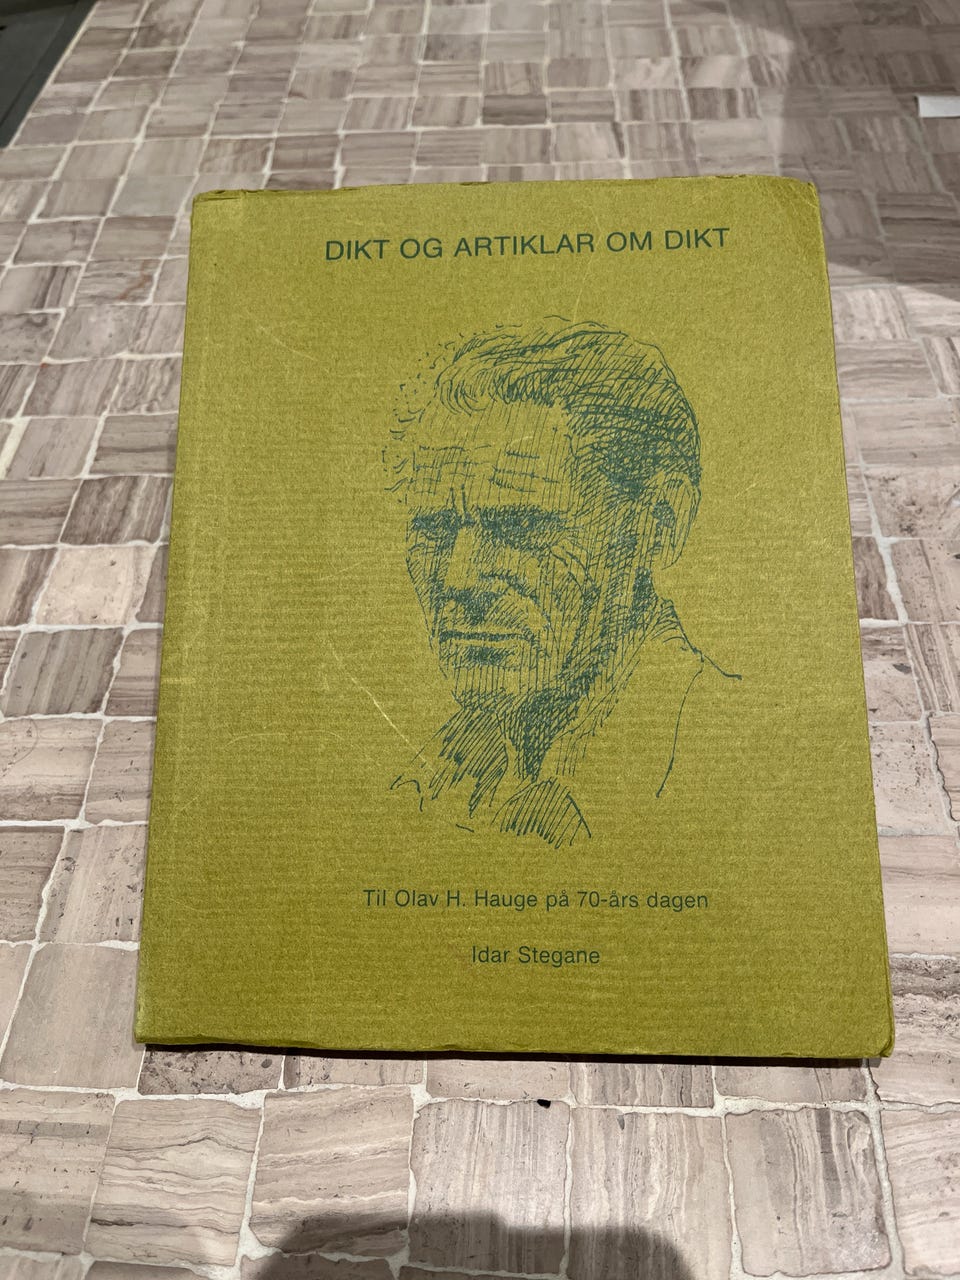 DIKT OG ARTIKLAR OM DIKT
Til Olav H. Hauge på 70-års dagen
Idar Stegane